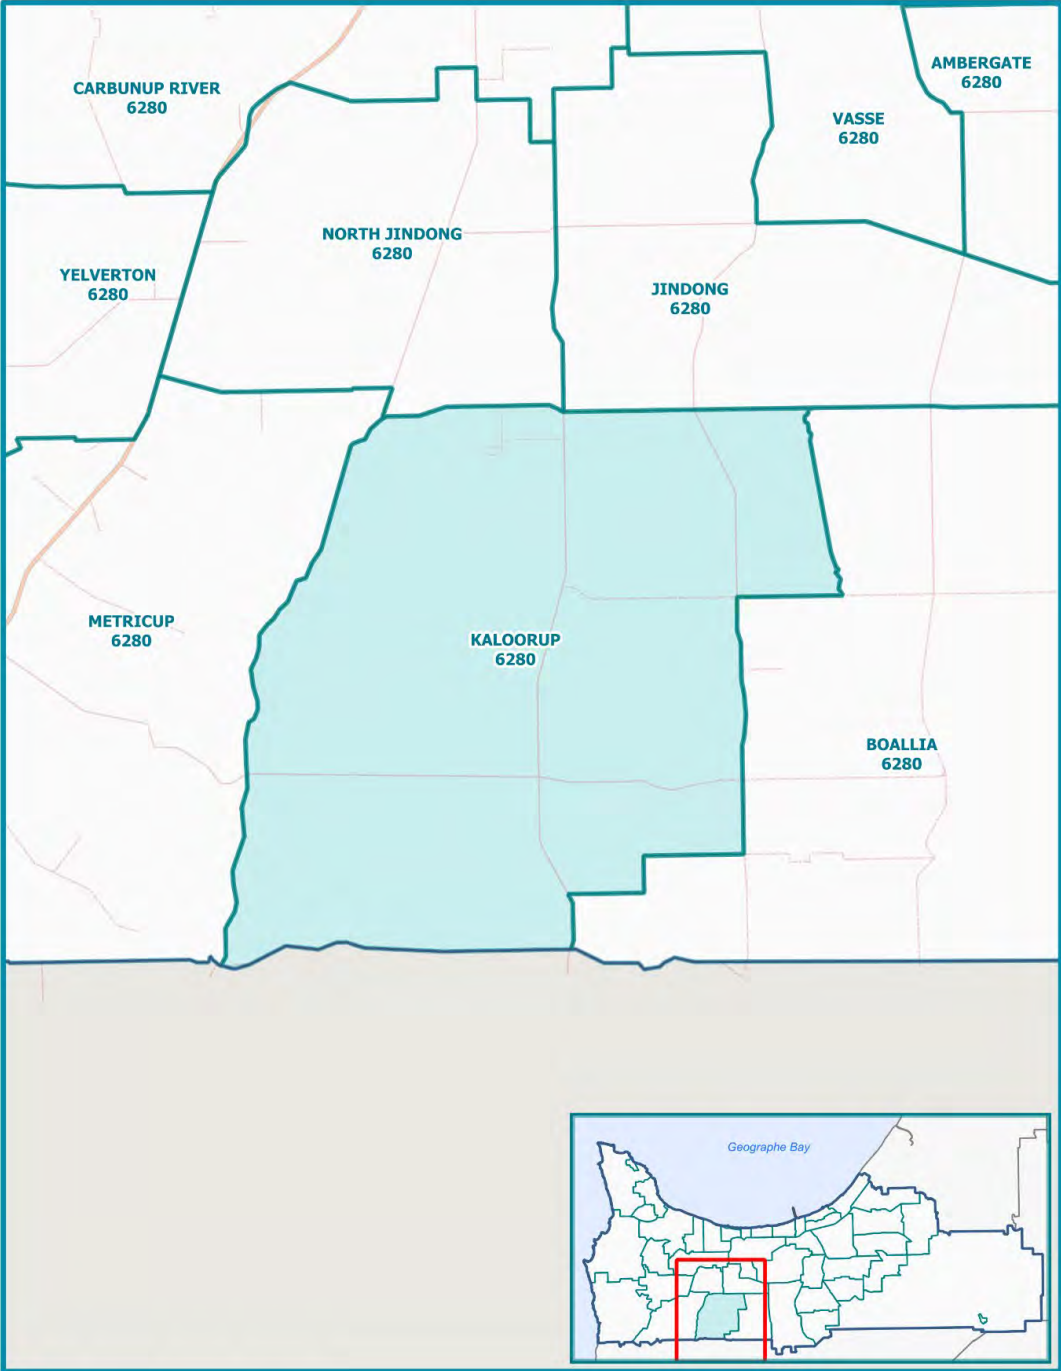 CARBUNUP RIVER
6280
AMBERGATE
6280
VASSE
6280
NORTH JINDONG
6280
YELVERTON
6280
JINDONG
6280
METRICUP
6280
KALOORUP
6280
BOALLIA
6280
Geographe Bay